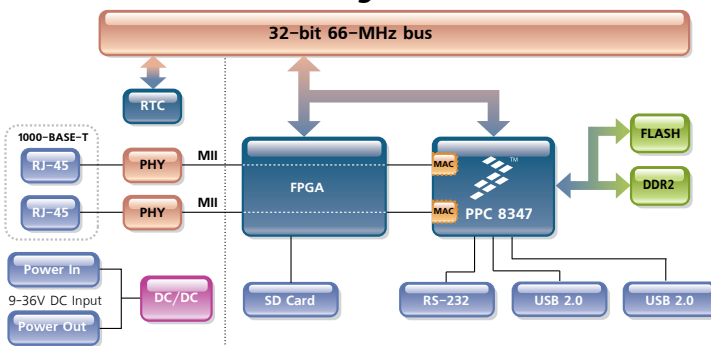 32-bit 66-MHz bus
RTC
1000-BASE-T
RJ-45
PHY
MII
FPGA
MAC
TM
PPC 8347
FLASH
DDR2
RJ-45
PHY
MII
MAC
Power In
9-36V DC Input
Power Out
DC/DC
SD Card
RS-232
USB 2.0
USB 2.0